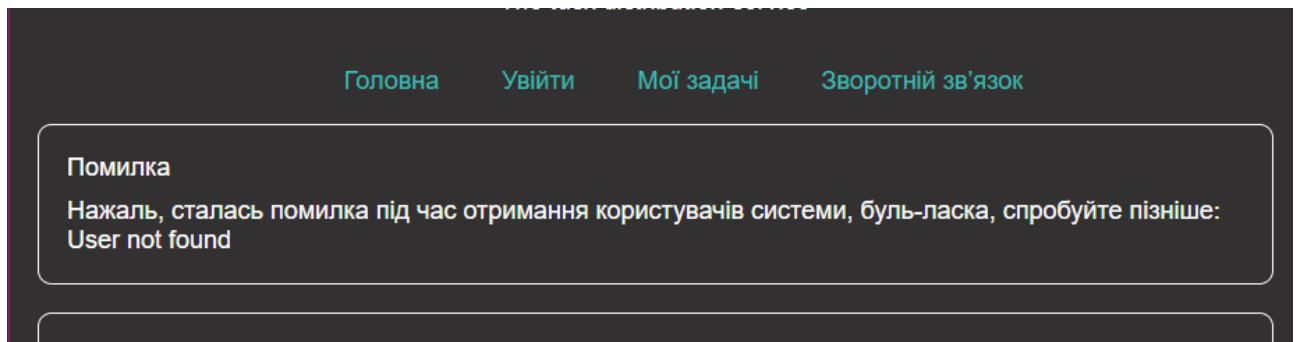 Головна Увійти Мої задачі Зворотній зв’язок
Помилка
Нажаль, сталась помилка під час отримання користувачів системи, буль-ласка, спробуйте пізніше:
User not found